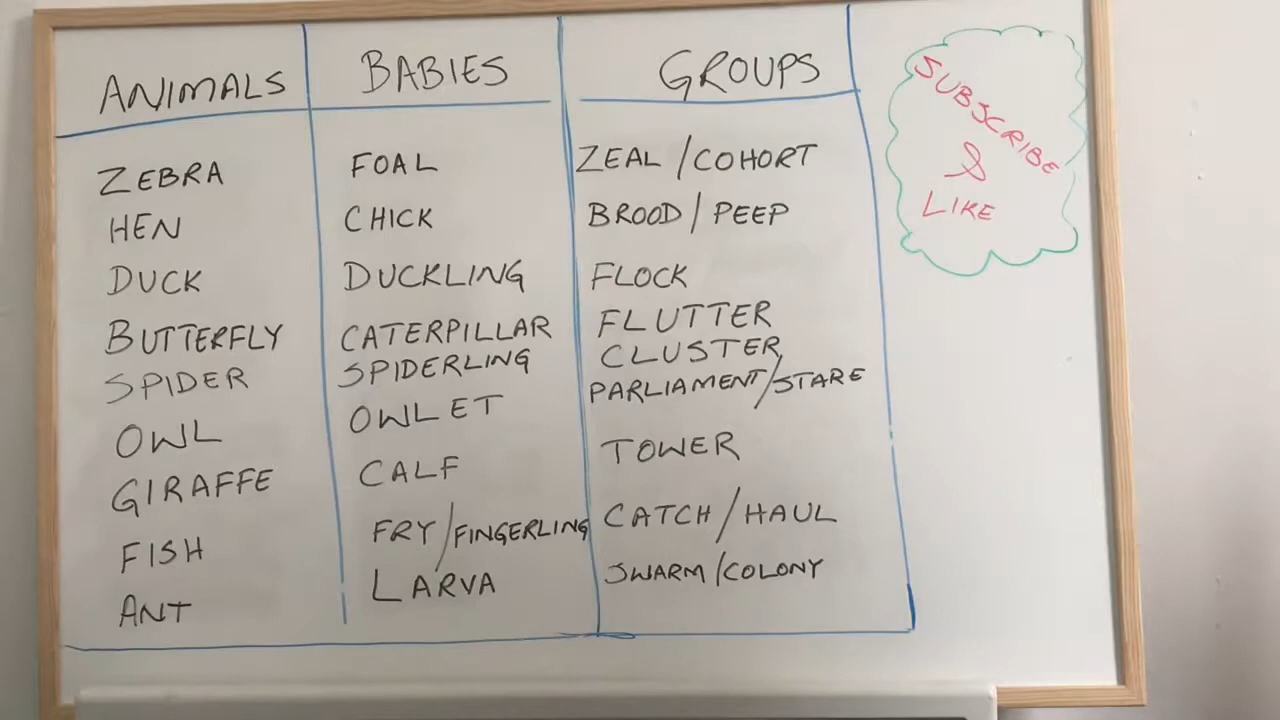 ANIMALS BABIES GROUPS
ZEBRA FOAL ZEAL / COHORT
HEN CHICK BROOD / PEEP
DUCK DUCKLING FLOCK
BUTTERFLY CATERPILLAR FLUTTER
SPIDER SPIDERLING CLUSTER
OWL OWLET PARLIAMENT/STARE
GIRAFFE CALF TOWER
FISH FRY/FINGERLING CATCH/HAUL
ANT LARVA SWARM/COLONY
SUBSCRIBE
&
LIKE